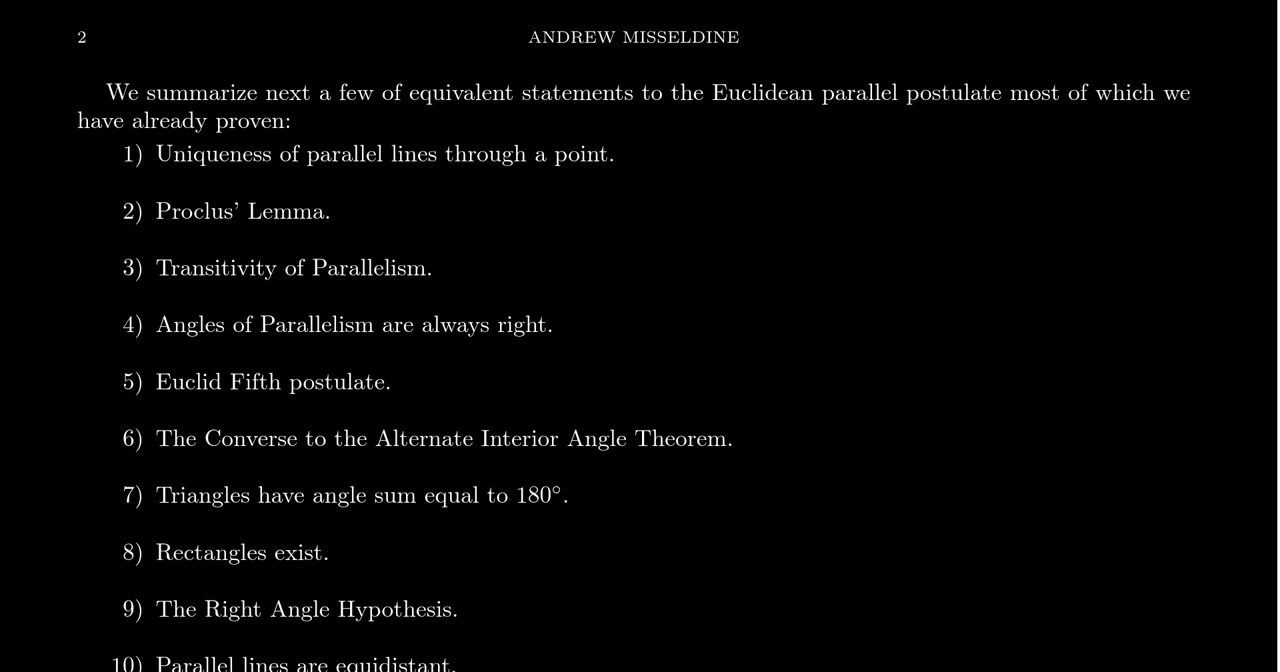 2
ANDREW MISSELDINE
We summarize next a few of equivalent statements to the Euclidean parallel postulate most of which we
have already proven:
1) Uniqueness of parallel lines through a point.
2) Proclus' Lemma.
3) Transitivity of Parallelism.
4) Angles of Parallelism are always right.
5) Euclid Fifth postulate.
6) The Converse to the Alternate Interior Angle Theorem.
7) Triangles have angle sum equal to 180°.
8) Rectangles exist.
9) The Right Angle Hypothesis.
10) Parallel lines are equidistant.